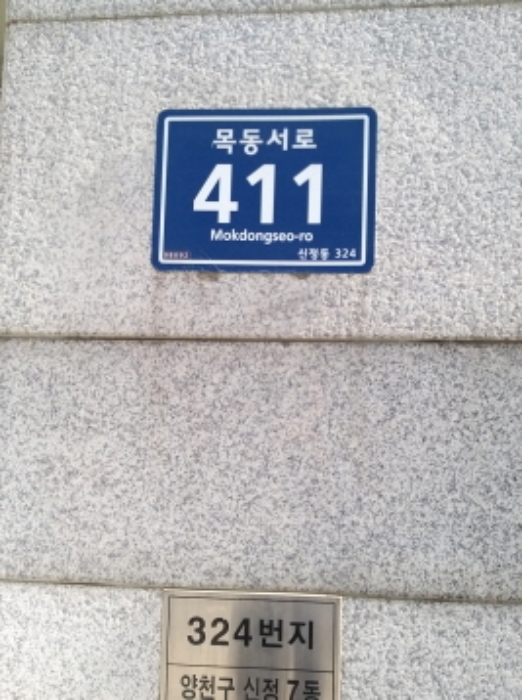 목동서로
411
Mokdongseo-ro
신정동 324
324번지
양천구 신정 7동